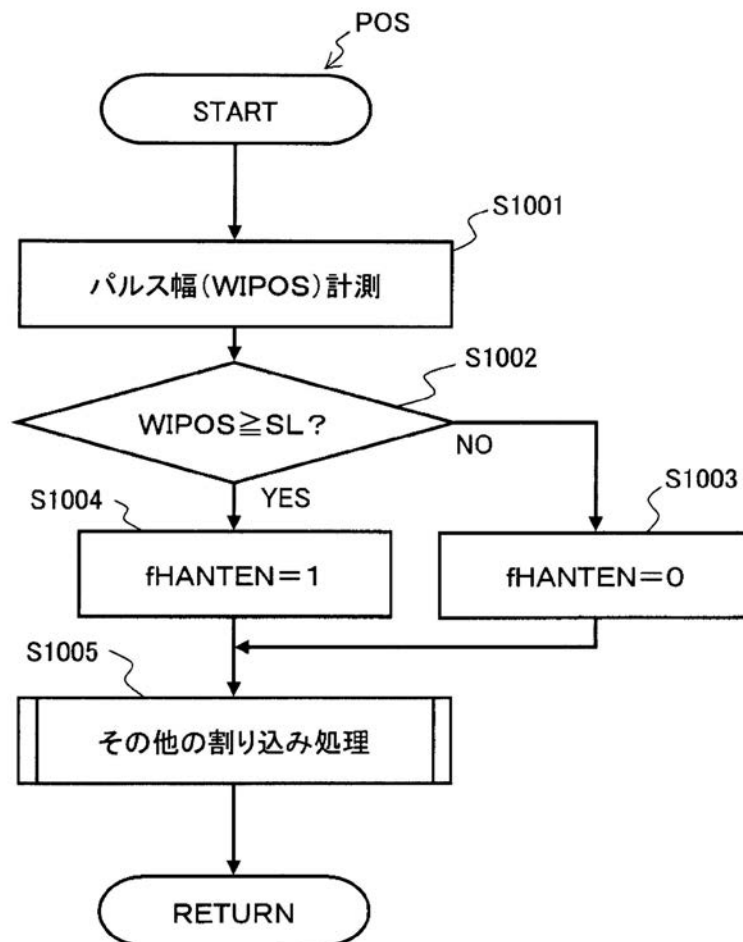 POS
START
S1001
パルス幅(WIPOS)計測
S1002
WIPOS≧SL?
NO
YES
S1004
S1003
fHANTEN=1
fHANTEN=0
S1005
その他の割り込み処理
RETURN